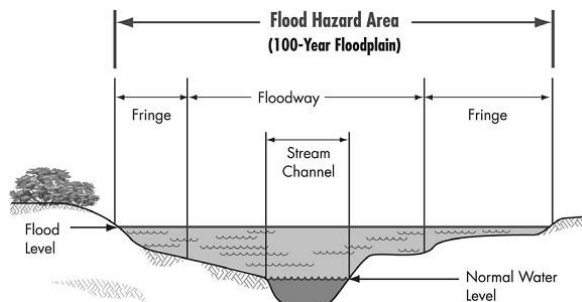 Flood Hazard Area
(100-Year Floodplain)
Fringe
Floodway
Fringe
Stream
Channel
Flood
Level
Normal Water
Level